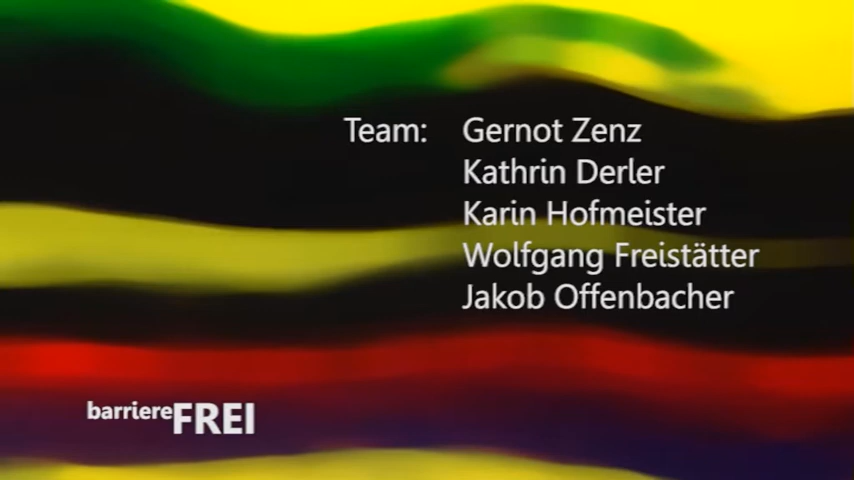 Team: Gernot Zenz
Kathrin Derler
Karin Hofmeister
Wolfgang Freistätter
Jakob Offenbacher
barriereFREI